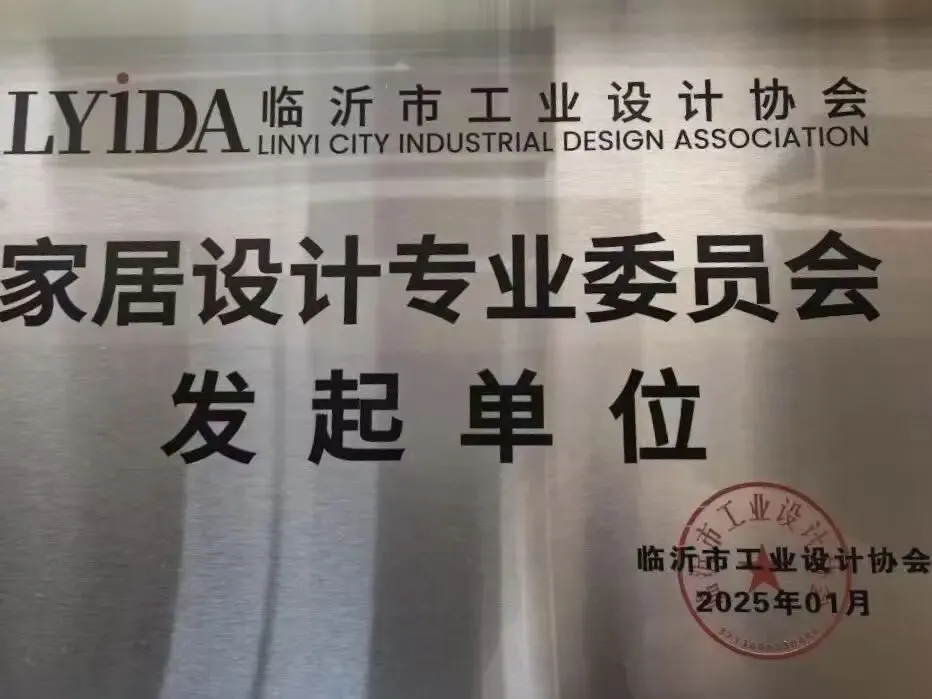 LYiDA 临沂市工业设计协会
LINYI CITY INDUSTRIAL DESIGN ASSOCIATION
家居设计专业委员会
发起单位
临沂市工业设计协会
2025年01月